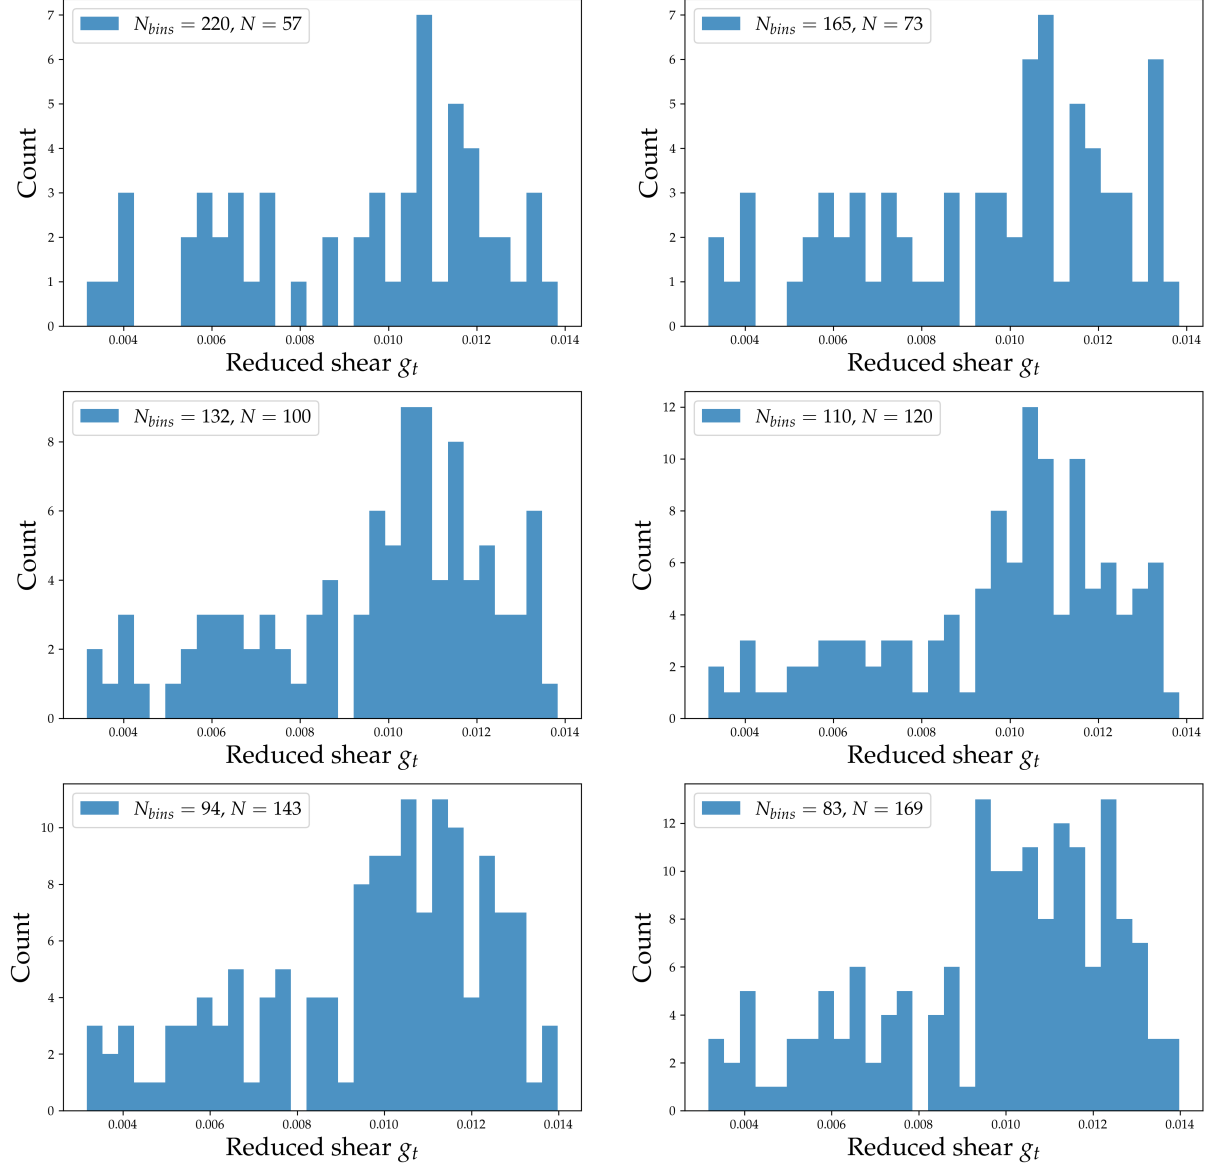 N_bins = 220, N = 57
7
6
5
4
3
2
1
0
Count
0.004 0.006 0.008 0.010 0.012 0.014
Reduced shear g_t
N_bins = 165, N = 73
7
6
5
4
3
2
1
0
Count
0.004 0.006 0.008 0.010 0.012 0.014
Reduced shear g_t
N_bins = 132, N = 100
8
6
4
2
0
Count
0.004 0.006 0.008 0.010 0.012 0.014
Reduced shear g_t
N_bins = 110, N = 120
12
10
8
6
4
2
0
Count
0.004 0.006 0.008 0.010 0.012 0.014
Reduced shear g_t
N_bins = 94, N = 143
10
8
6
4
2
0
Count
0.004 0.006 0.008 0.010 0.012 0.014
Reduced shear g_t
N_bins = 83, N = 169
12
10
8
6
4
2
0
Count
0.004 0.006 0.008 0.010 0.012 0.014
Reduced shear g_t